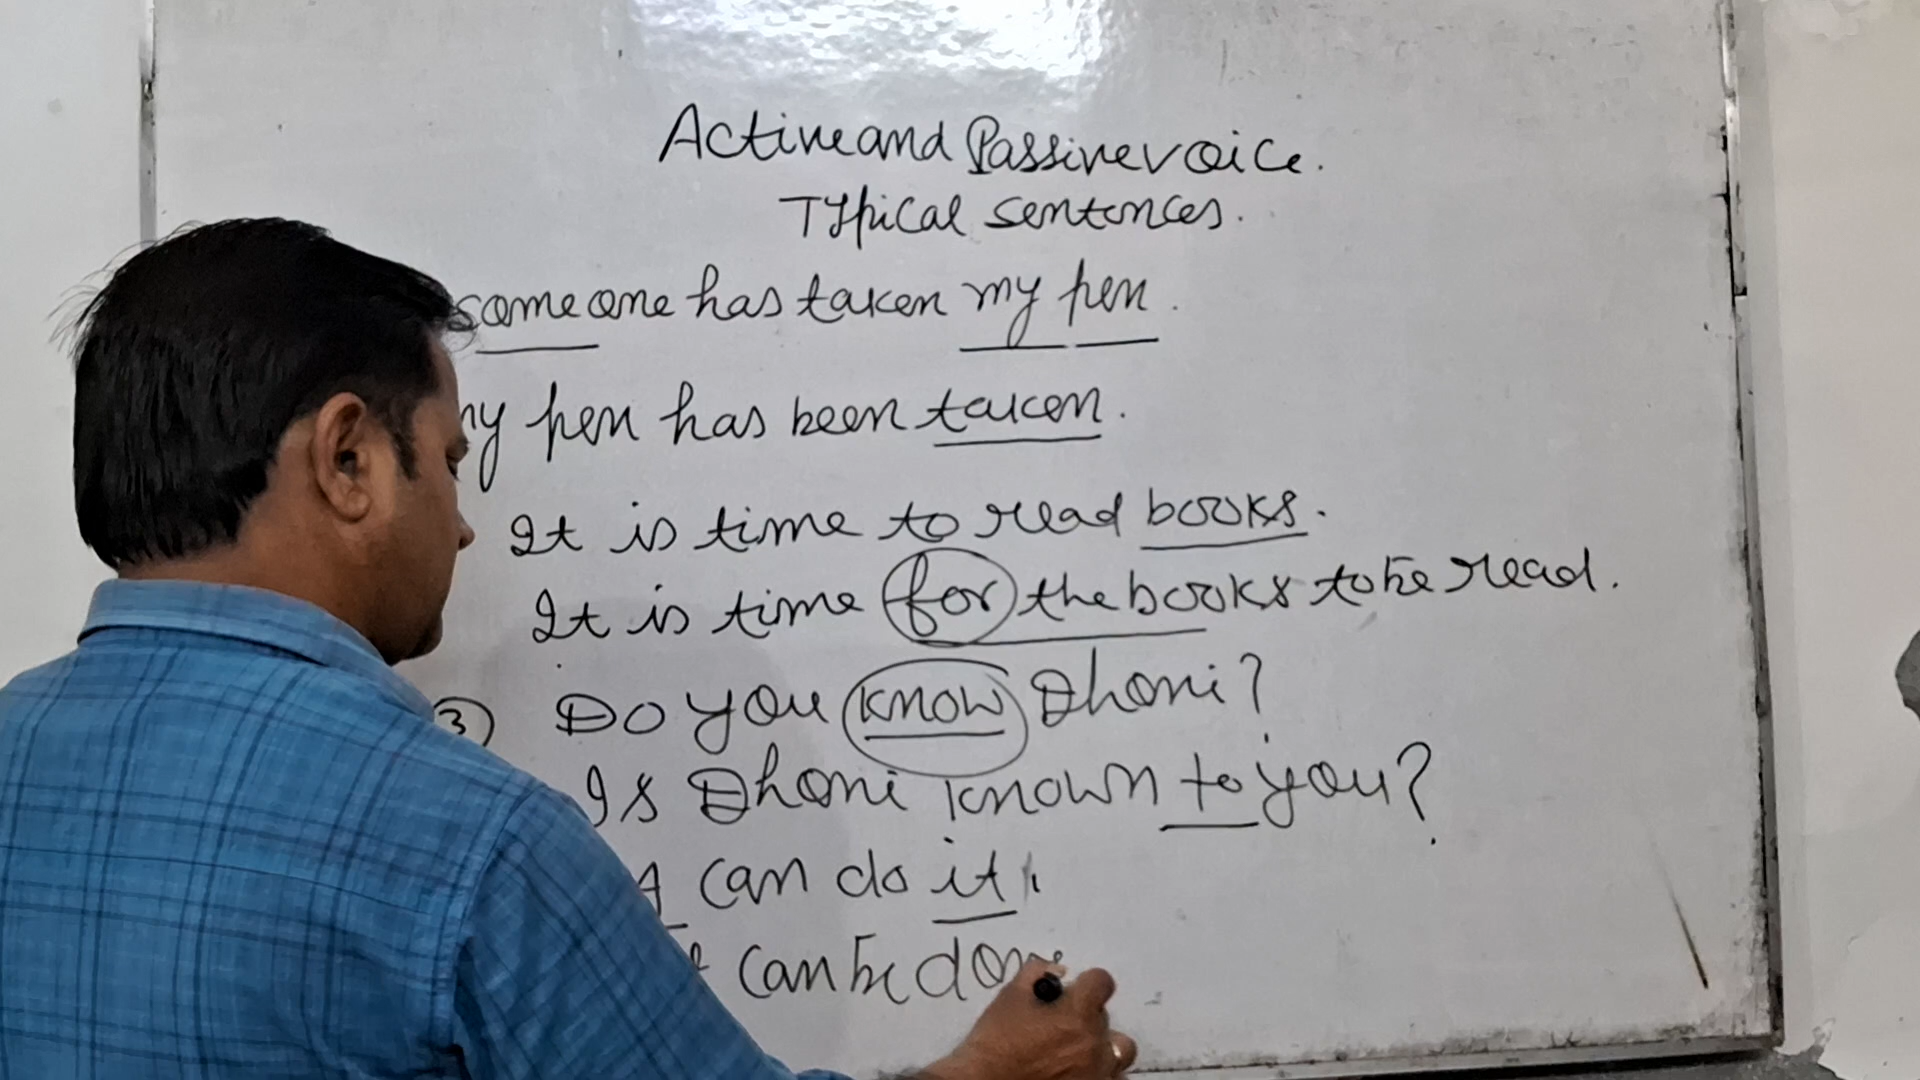 Active and Passive voice.
Typical sentences.
someone has taken my pen.
pen has been taken.
It is time to read books.
It is time for the books to be read.
3 Do you know Dhoni?
Is Dhoni known to you?
can do it.
can be done